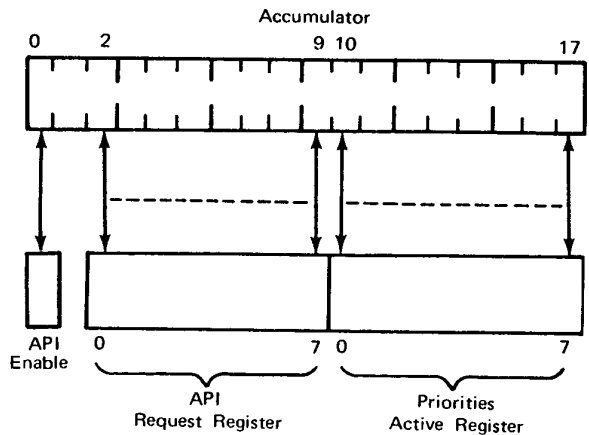 Accumulator
0 2 9 10 17
API
Enable
0 7 0 7
API
Request Register
Priorities
Active Register